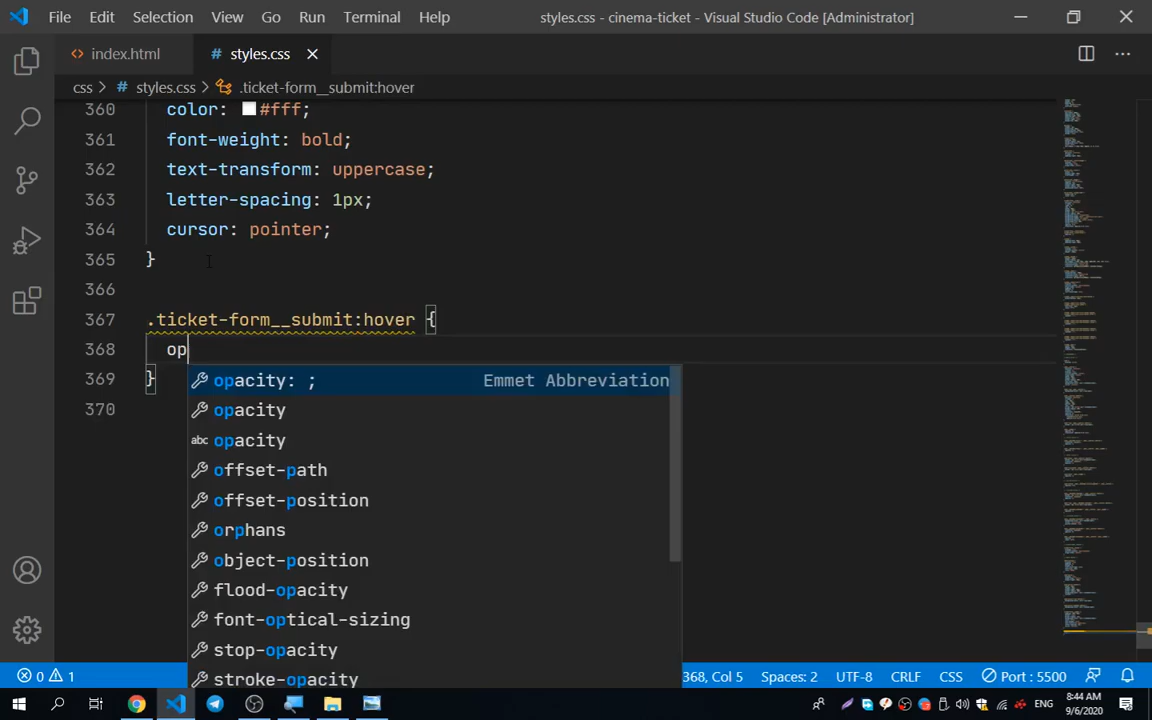 File Edit Selection View Go Run Terminal Help styles.css - cinema-ticket - Visual Studio Code [Administrator]
<> index.html # styles.css
css > # styles.css > .ticket-form__submit:hover
360 color: #fff;
361 font-weight: bold;
362 text-transform: uppercase;
363 letter-spacing: 1px;
364 cursor: pointer;
365 }
366
367 .ticket-form__submit:hover {
368 op
opacity: ; Emmet Abbreviation
369 }
opacity
370
abc opacity
offset-path
offset-position
orphans
object-position
flood-opacity
font-optical-sizing
stop-opacity
stroke-opacity
0 1 368, Col 5 Spaces: 2 UTF-8 CRLF CSS Port : 5500
8:44 AM
ENG
9/6/2020